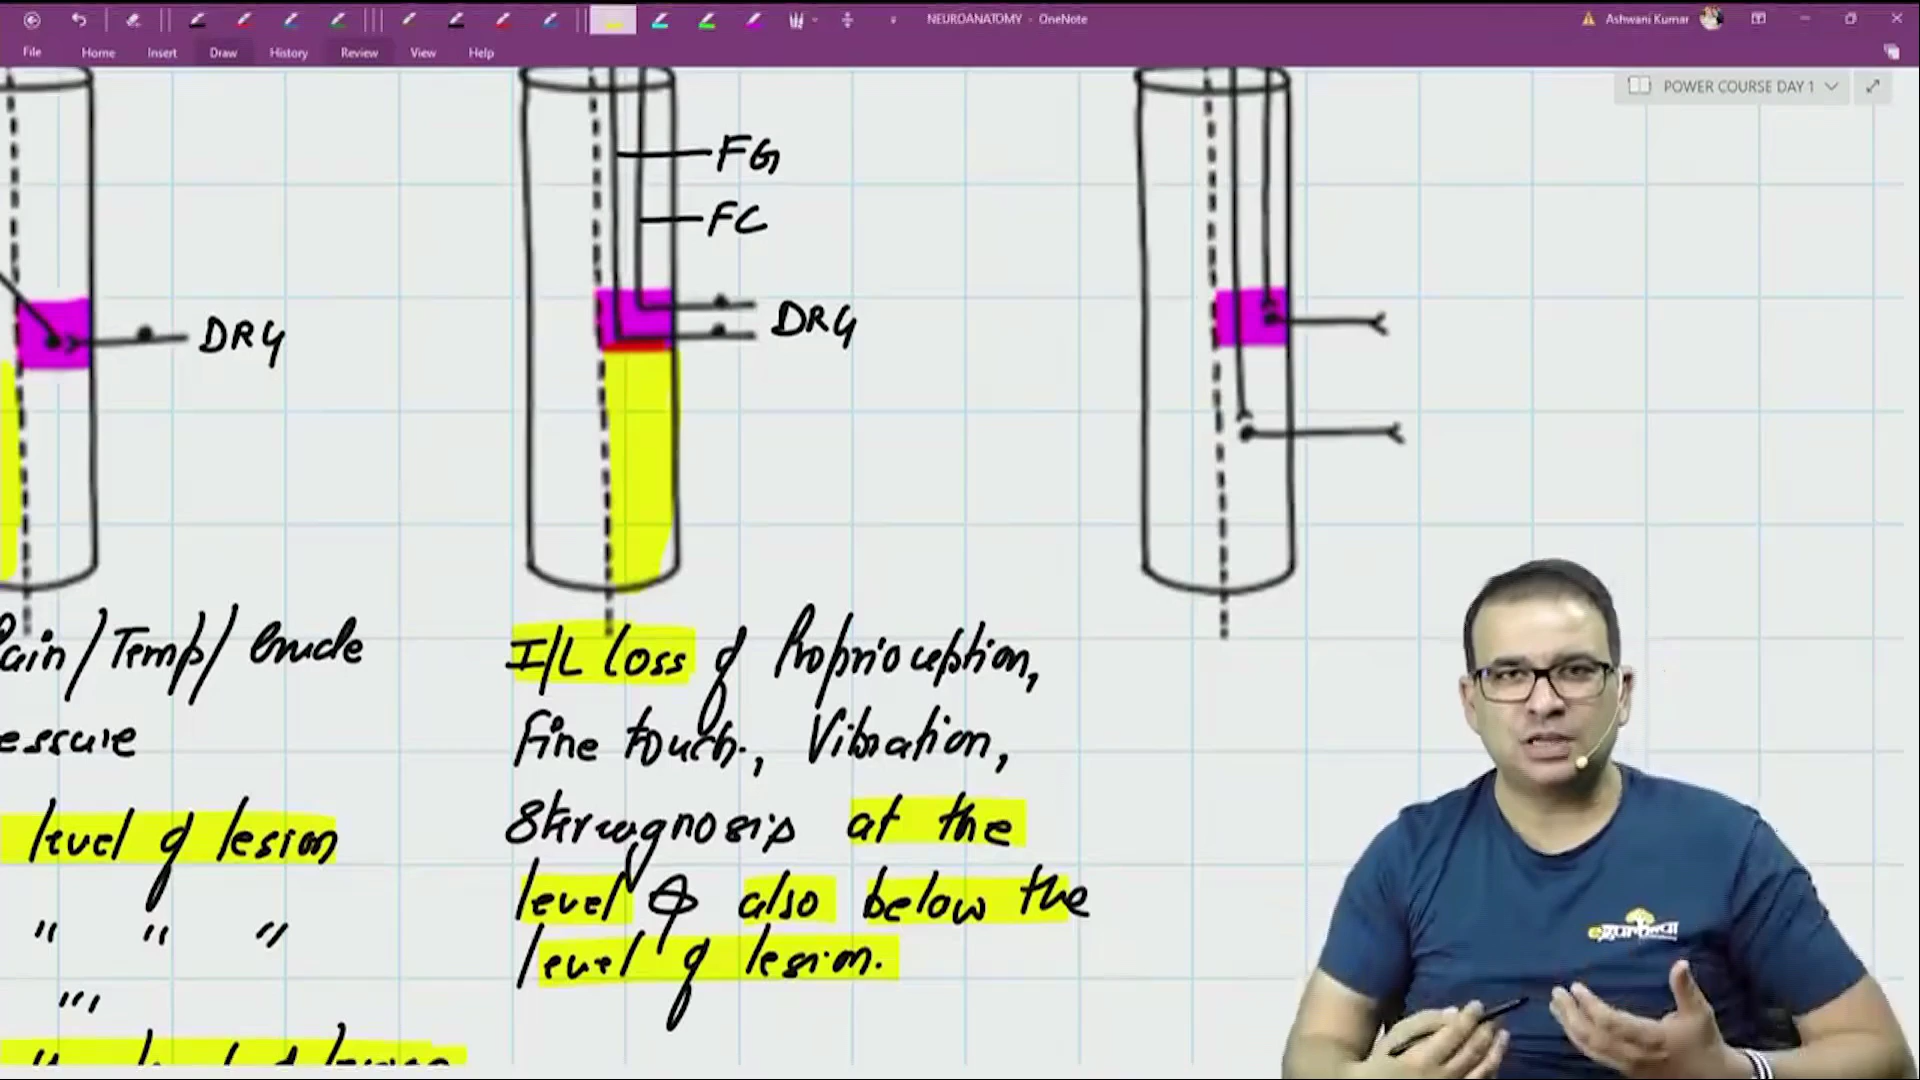 NEUROANATOMY - OneNote
Ashwani Kumar
File Home Insert Draw History Review View Help
POWER COURSE DAY 1
FG
FC
DRG
DRG
Pain/Temp/Crude
essure
level of lesion
" " "
"'
I/L loss of Proprioception,
fine touch., Vibration,
Stereognosis at the
level & also below the
level of lesion.
egurukul